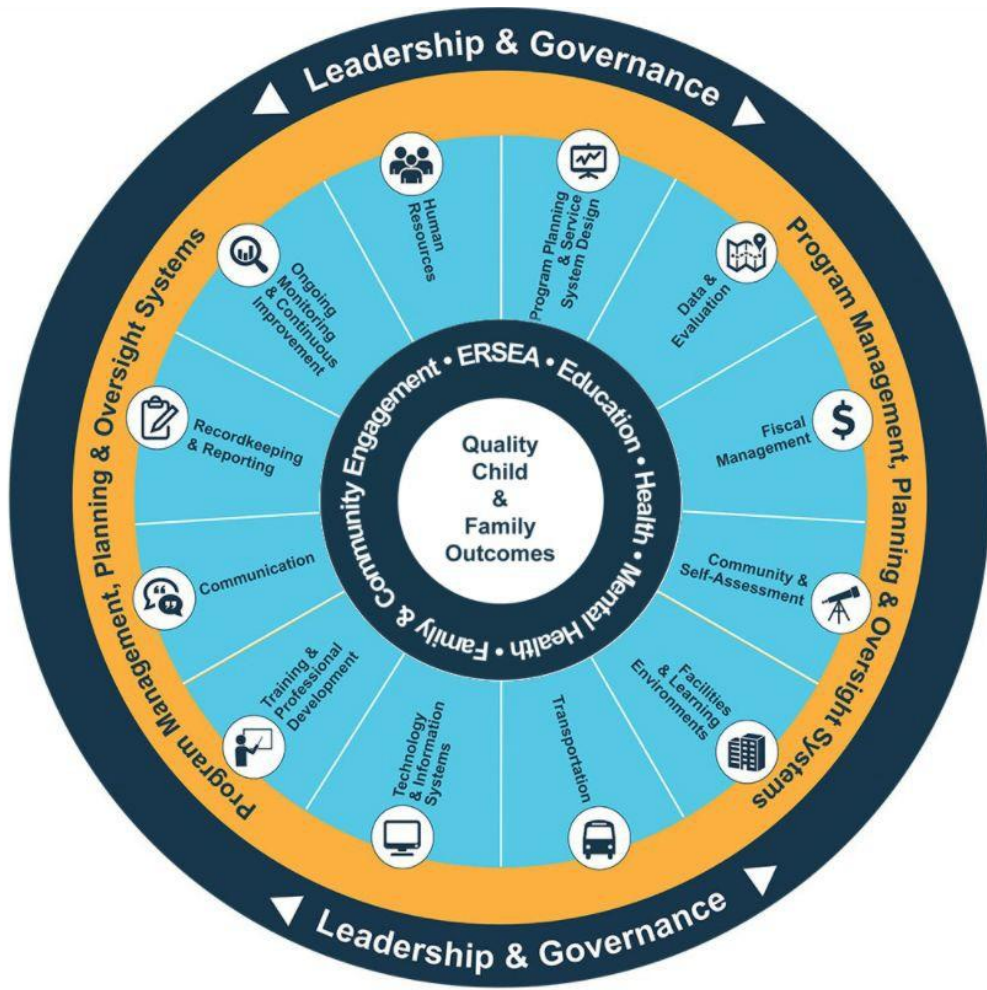 Leadership & Governance
Program Management, Planning & Oversight Systems
Program Management, Planning & Oversight Systems
Human
Resources
Program Planning
& Service
System Design
Data &
Evaluation
Fiscal
Management
Community &
Self-Assessment
Facilities
& Learning
Environments
Transportation
Technology
& Information
Systems
Training &
Professional
Development
Communication
Recordkeeping
& Reporting
Ongoing
Monitoring
& Continuous
Improvement
ERSEA • Education • Health • Mental Health • Family & Community Engagement •
Quality
Child
&
Family
Outcomes
$
Leadership & Governance